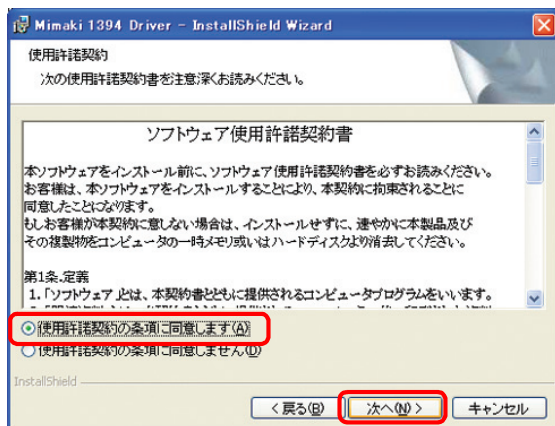 Mimaki 1394 Driver - InstallShield Wizard
使用許諾契約
次の使用許諾契約書を注意深くお読みください。
ソフトウェア使用許諾契約書
本ソフトウェアをインストール前に、ソフトウェア使用許諾契約書を必ずお読みください。
お客様は、本ソフトウェアをインストールすることにより、本契約に拘束されることに
同意したことになります。
もしお客様が本契約に意しない場合は、インストールせずに、速やかに本製品及び
その複製物をコンピュータの一時メモリ或いはハードディスクより消去してください。
第1条.定義
1.「ソフトウェア」とは、本契約書とともに提供されるコンピュータプログラムをいいます。
使用許諾契約の条項に同意します(A)
使用許諾契約の条項に同意しません(D)
InstallShield
< 戻る(B)
次へ(N) >
キャンセル